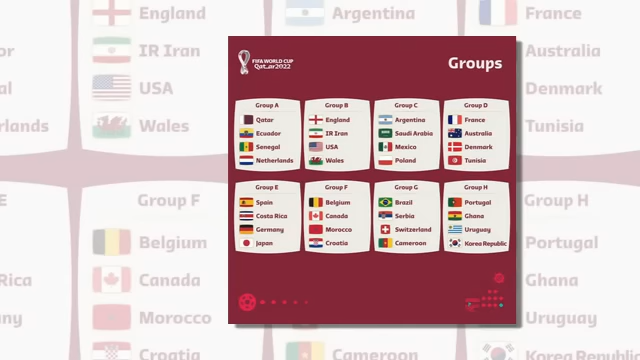 England
Argentina
France
IR Iran
Australia
USA
Denmark
Wales
Tunisia
FIFA WORLD CUP
Qatar2022
Groups
Group A
Qatar
Ecuador
Senegal
Netherlands
Group B
England
IR Iran
USA
Wales
Group C
Argentina
Saudi Arabia
Mexico
Poland
Group D
France
Australia
Denmark
Tunisia
Group E
Spain
Costa Rica
Germany
Japan
Group F
Belgium
Canada
Morocco
Croatia
Group G
Brazil
Serbia
Switzerland
Cameroon
Group H
Portugal
Ghana
Uruguay
Korea Republic
Group F
Belgium
Canada
Morocco
Croatia
Cameroon
Group H
Portugal
Ghana
Uruguay
Korea Republic